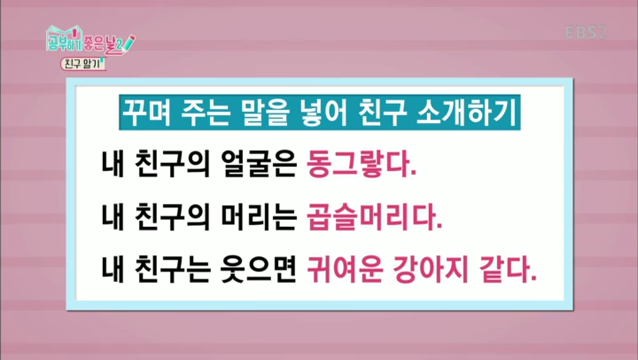 공부하기 좋은 날 2
EBS2
친구 알기
꾸며 주는 말을 넣어 친구 소개하기
내 친구의 얼굴은 동그랗다.
내 친구의 머리는 곱슬머리다.
내 친구는 웃으면 귀여운 강아지 같다.